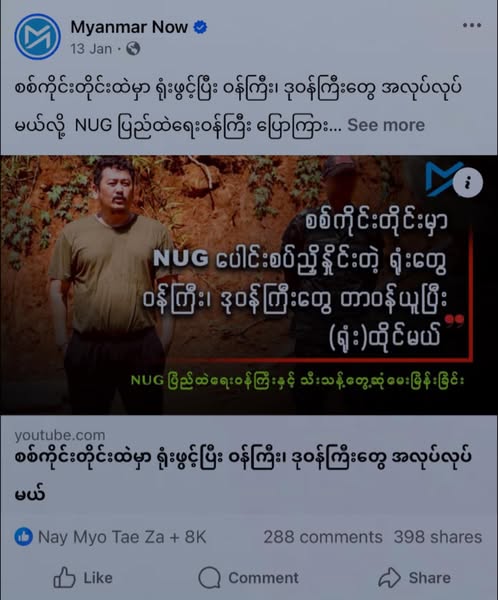 Myanmar Now
13 Jan
စစ်ကိုင်းတိုင်းထဲမှာ ရုံးဖွင့်ပြီး ဝန်ကြီး၊ ဒုဝန်ကြီးတွေ အလုပ်လုပ်
မယ်လို့ NUG ပြည်ထဲရေးဝန်ကြီး ပြောကြား... See more
စစ်ကိုင်းတိုင်းမှာ
NUG ပေါင်းစပ်ညှိနှိုင်းတဲ့ ရုံးတွေ
ဝန်ကြီး၊ ဒုဝန်ကြီးတွေ တာဝန်ယူပြီး
(ရုံး)ထိုင်မယ်
NUG ပြည်ထဲရေးဝန်ကြီးနှင့် သီးသန့်တွေ့ဆုံမေးမြန်းခြင်း
youtube.com
စစ်ကိုင်းတိုင်းထဲမှာ ရုံးဖွင့်ပြီး ဝန်ကြီး၊ ဒုဝန်ကြီးတွေ အလုပ်လုပ်
မယ်
Nay Myo Tae Za + 8K 288 comments 398 shares
Like Comment Share